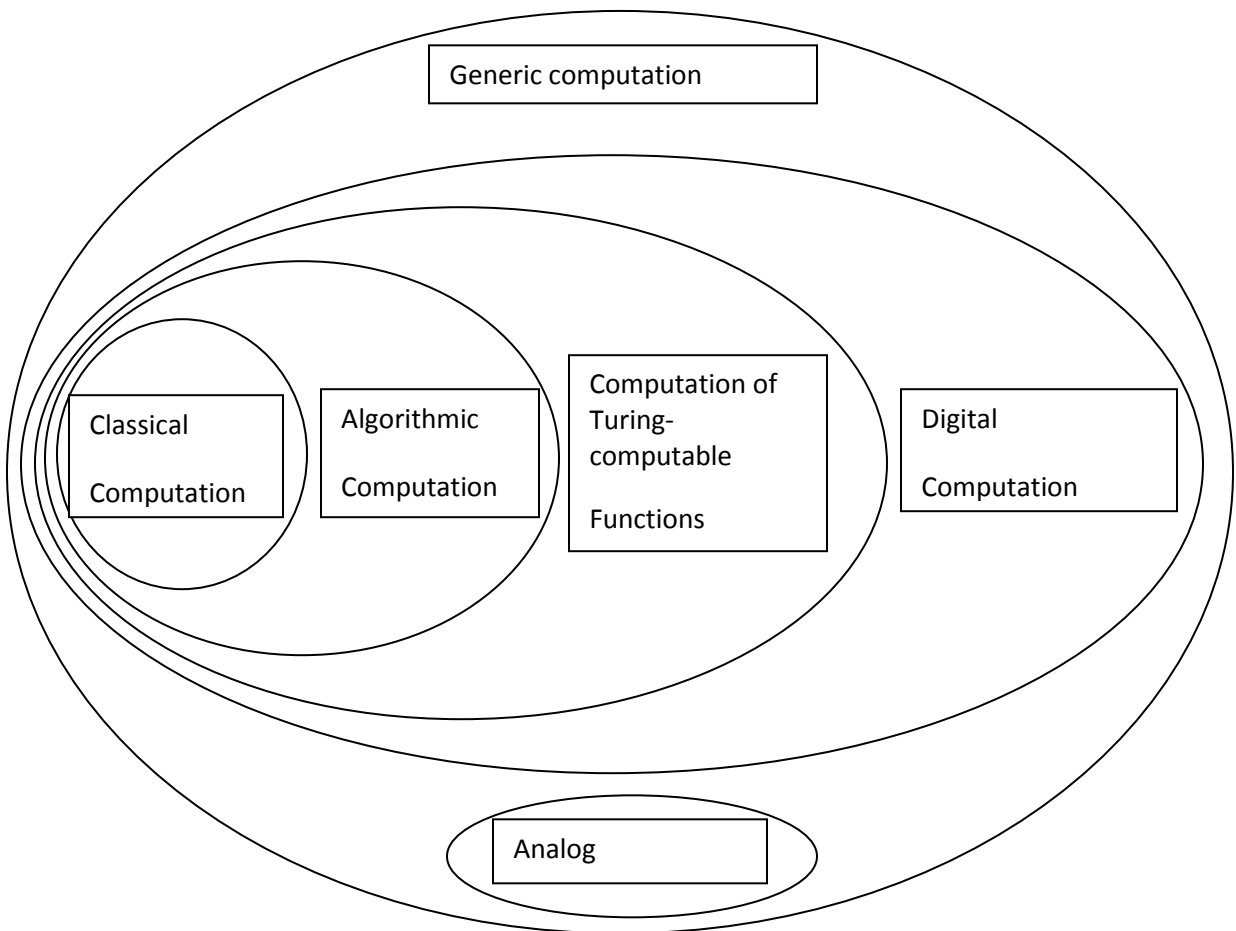 Generic computation
Classical
Computation
Algorithmic
Computation
Computation of
Turing-
computable
Functions
Digital
Computation
Analog